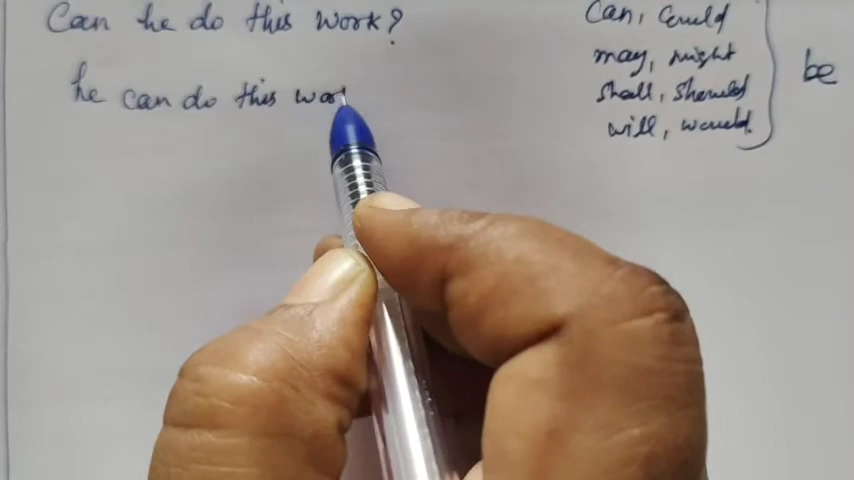 Can he do this work?
he can do this wor
can, could
may, might
shall, should
will, would
be